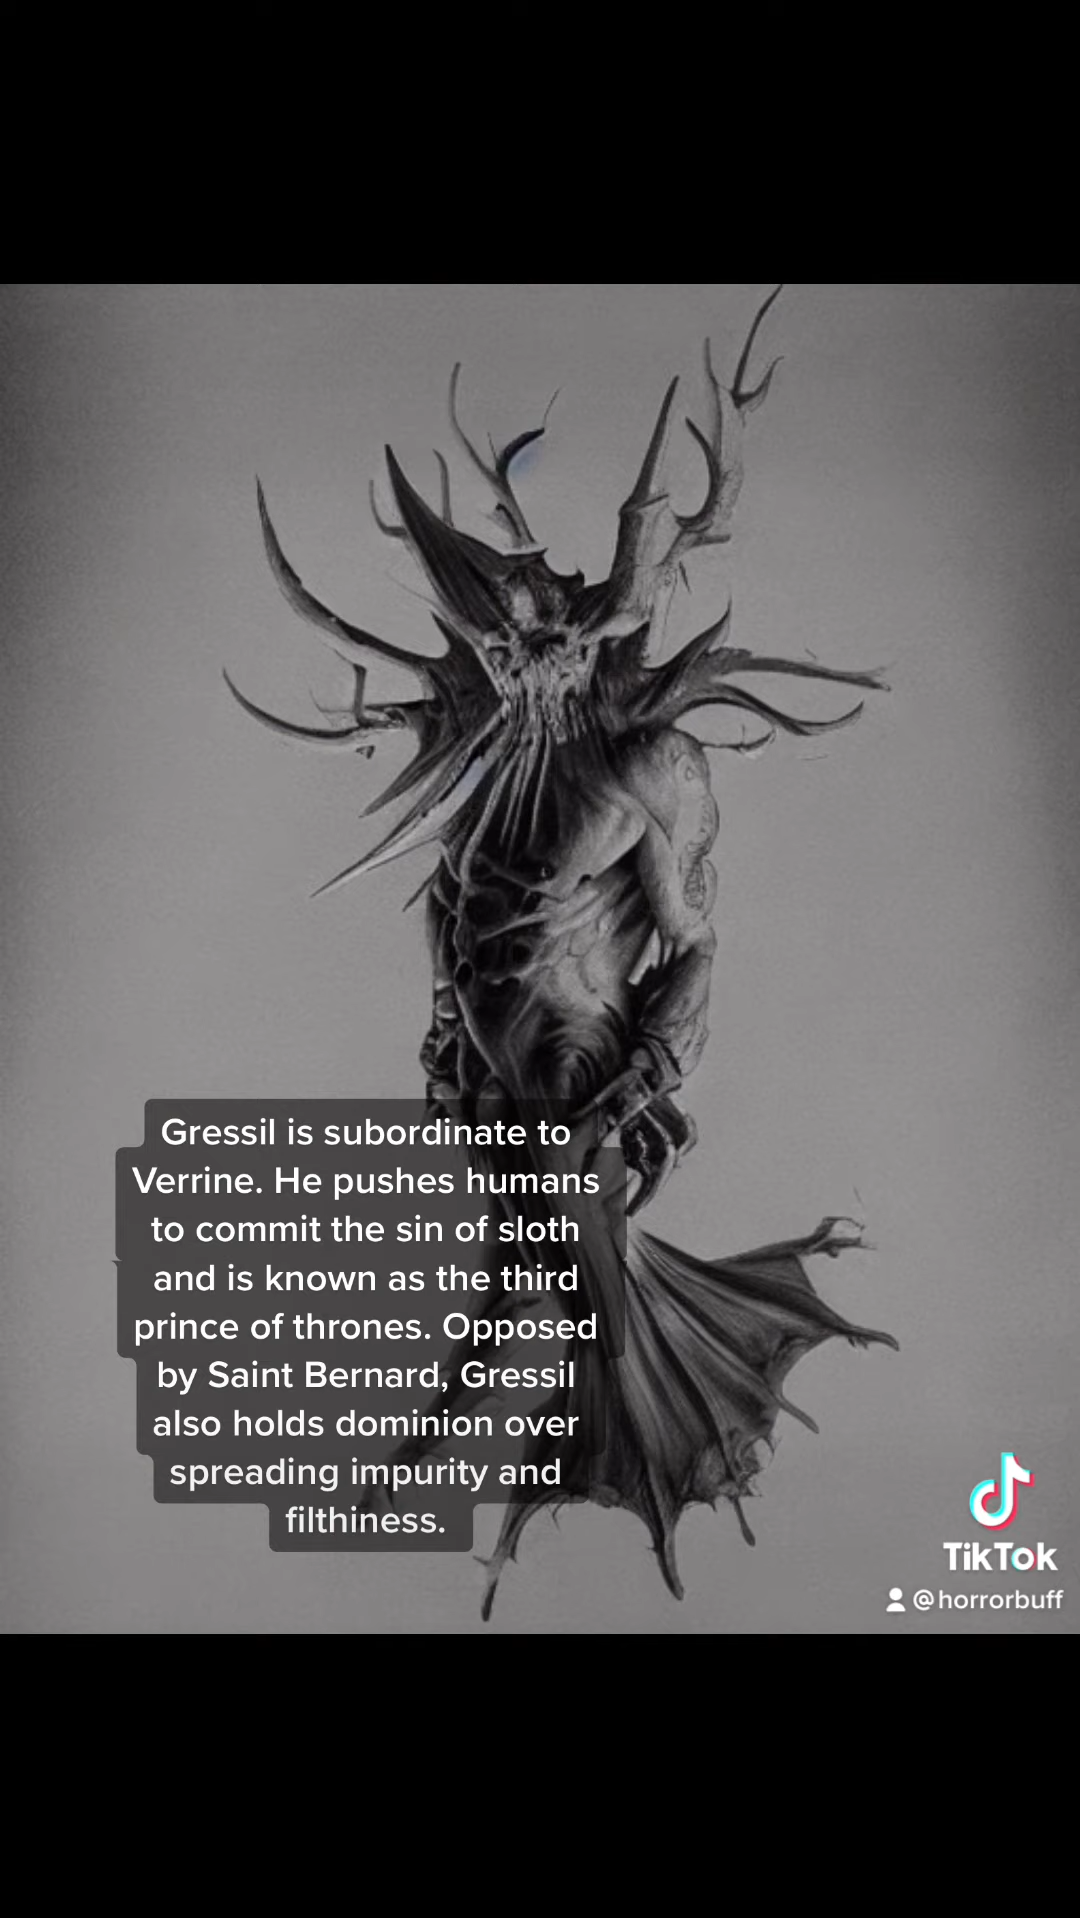 Gressil is subordinate to
Verrine. He pushes humans
to commit the sin of sloth
and is known as the third
prince of thrones. Opposed
by Saint Bernard, Gressil
also holds dominion over
spreading impurity and
filthiness.
TikTok
@horrorbuff